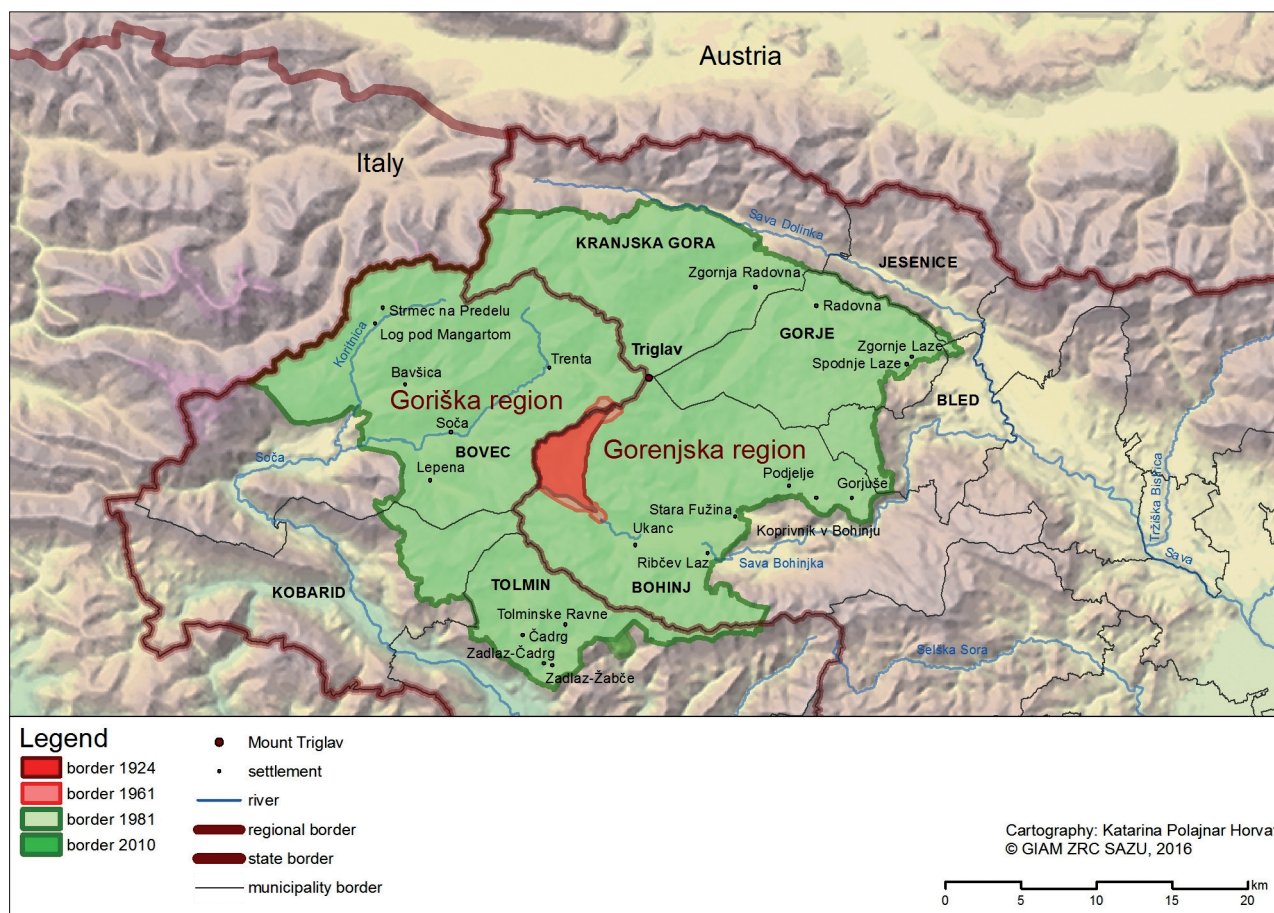 Austria
Italy
Sava Dolinka
KRANJSKA GORA
JESENICE
Zgornja Radovna
Strmec na Predelu
Radovna
Koritnica
Log pod Mangartom
GORJE
Zgornje Laze
Triglav
Trenta
Spodnje Laze
Bavšica
BLED
Goriška region
Soča
Gorenjska region
BOVEC
Soča
Lepena
Podjelje
Gorjuše
Tržiška Bistrica
Stara Fužina
Koprivnik v Bohinju
Ukanc
Sava
Ribčev Laz
Sava Bohinjka
TOLMIN
BOHINJ
KOBARID
Tolminske Ravne
Čadrg
Selška Sora
Zadlaz-Čadrg
Zadlaz-Žabče
Legend
border 1924
border 1961
border 1981
border 2010
Mount Triglav
settlement
river
regional border
state border
municipality border
Cartography: Katarina Polajnar Horva
© GIAM ZRC SAZU, 2016
km
0 5 10 15 20